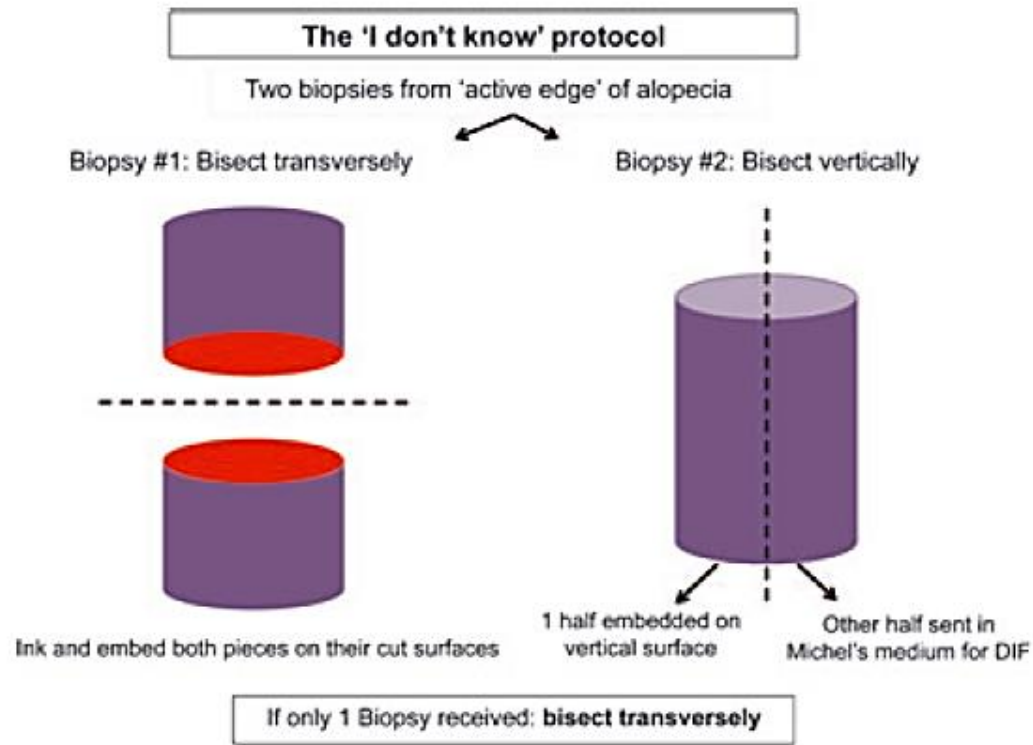 The 'I don't know' protocol
Two biopsies from 'active edge' of alopecia
Biopsy #1: Bisect transversely
Biopsy #2: Bisect vertically
Ink and embed both pieces on their cut surfaces
1 half embedded on
vertical surface
Other half sent in
Michel's medium for DIF
If only 1 Biopsy received: bisect transversely